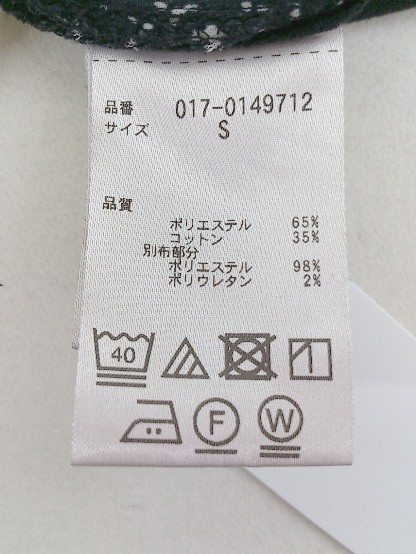 品番 017-0149712
サイズ S
品質
ポリエステル 65%
コットン 35%
別布部分
ポリエステル 98%
ポリウレタン 2%
40
F W